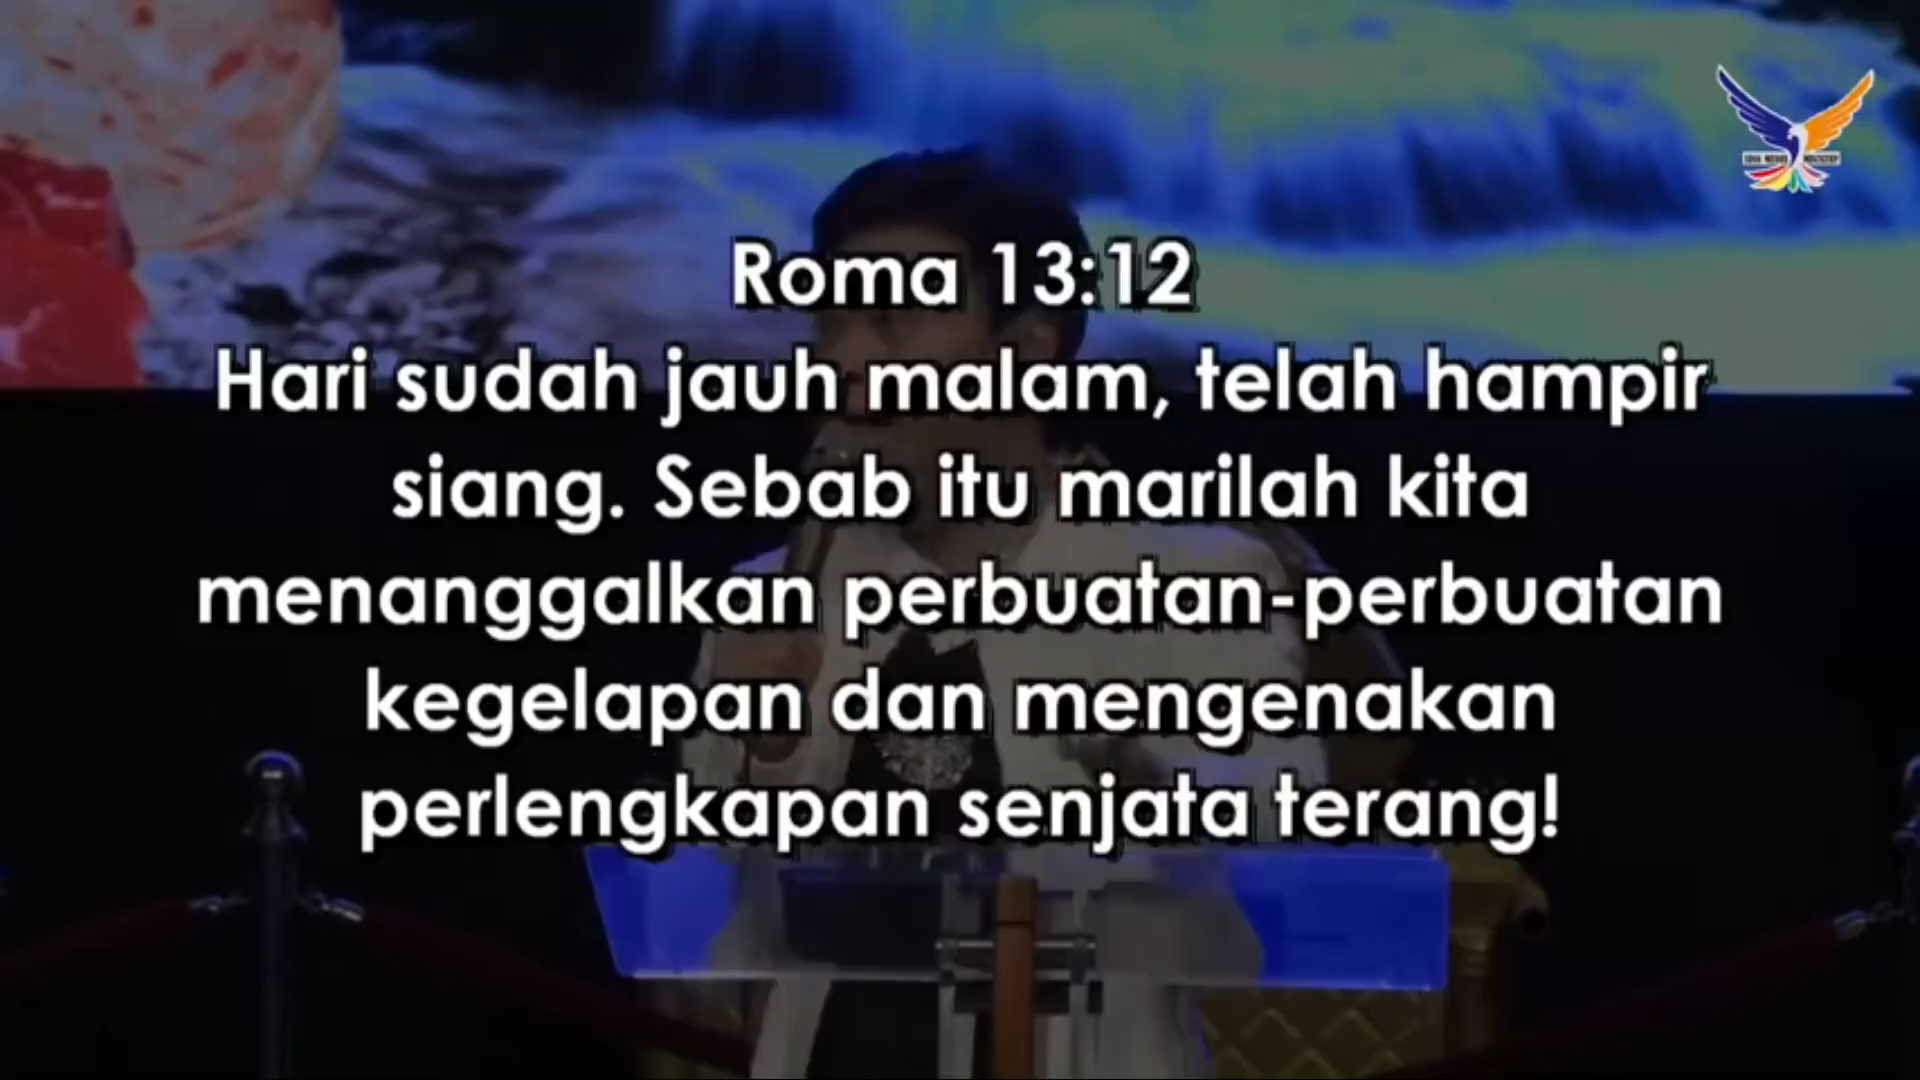 Roma 13:12
Hari sudah jauh malam, telah hampir
siang. Sebab itu marilah kita
menanggalkan perbuatan-perbuatan
kegelapan dan mengenakan
perlengkapan senjata terang!